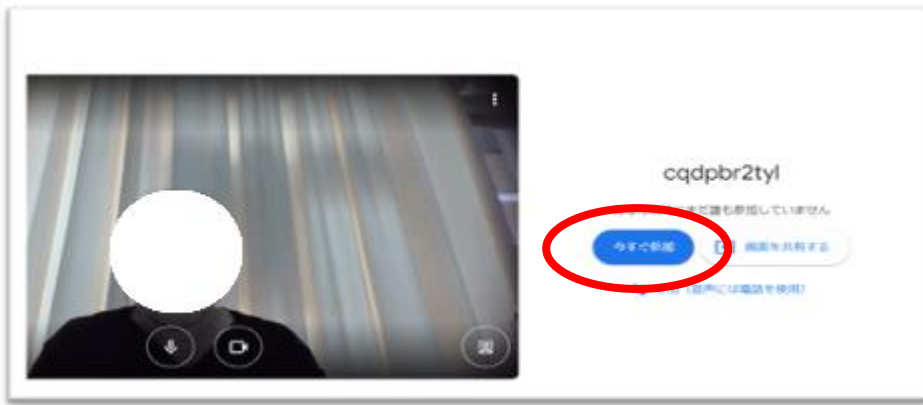 cqdpbr2tyl
まだ誰も参加していません
今すぐ参加
画面を共有する
(音声には電話を使用)